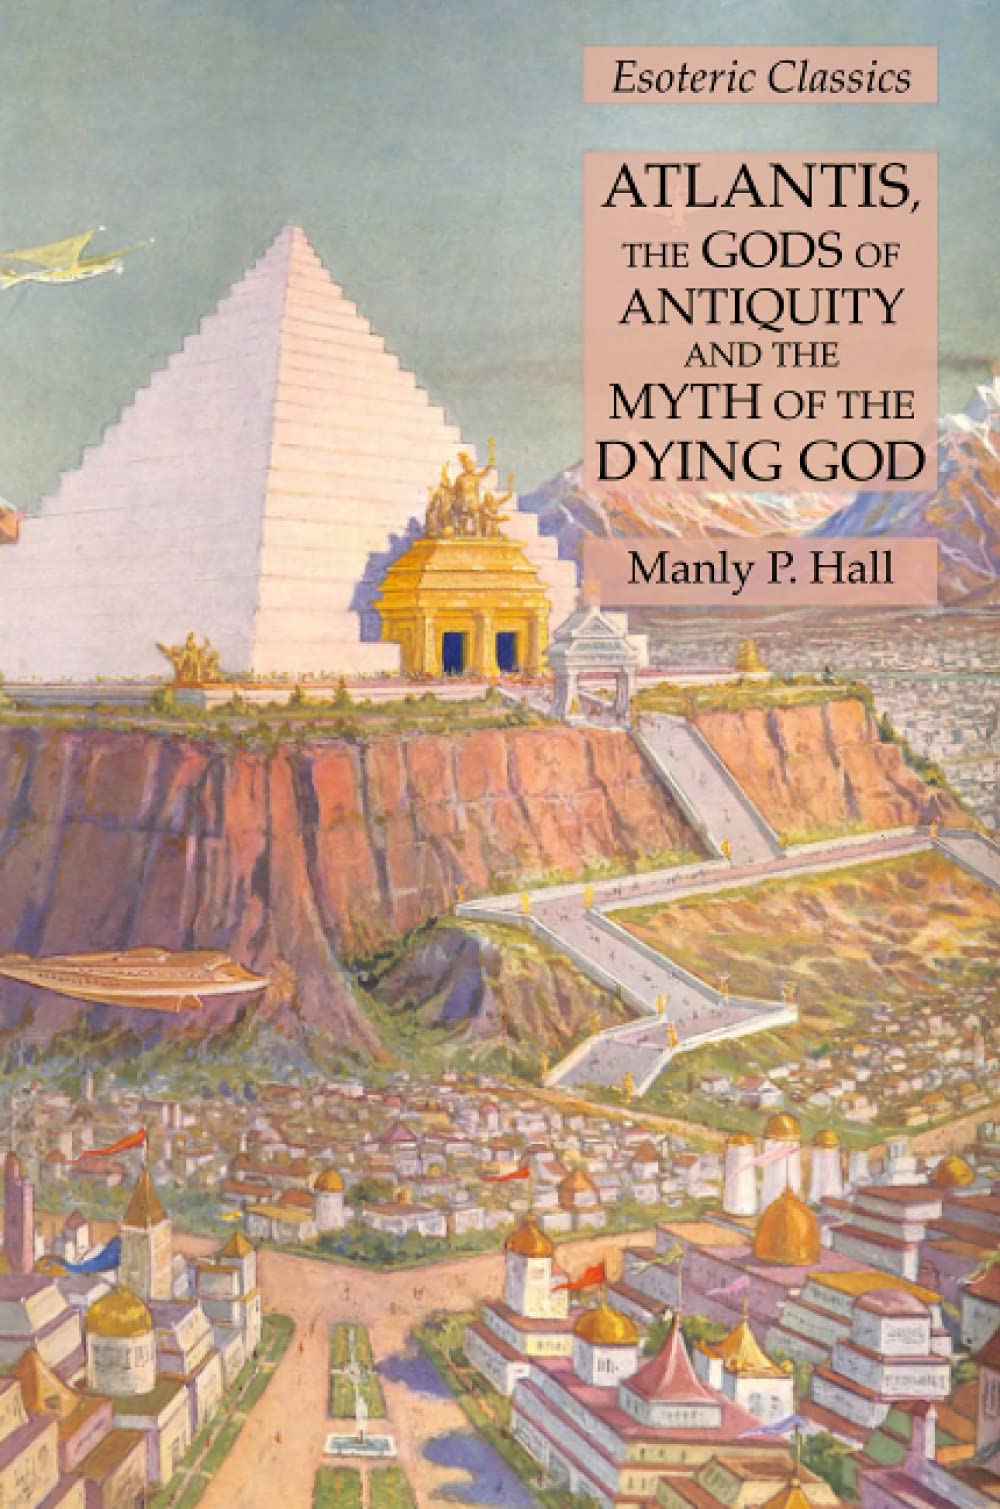 Esoteric Classics
ATLANTIS,
THE GODS OF
ANTIQUITY
AND THE
MYTH OF THE
DYING GOD
Manly P. Hall